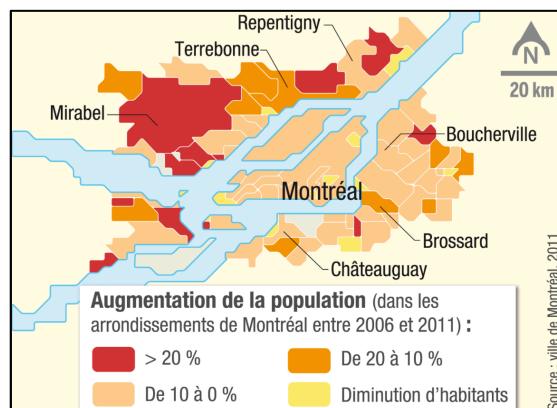 Repentigny
Terrebonne
N
20 km
Mirabel
Boucherville
Montréal
Brossard
Châteauguay
Augmentation de la population (dans les
arrondissements de Montréal entre 2006 et 2011) :
> 20 %
De 20 à 10 %
De 10 à 0 %
Diminution d'habitants
Source : ville de Montréal, 2011